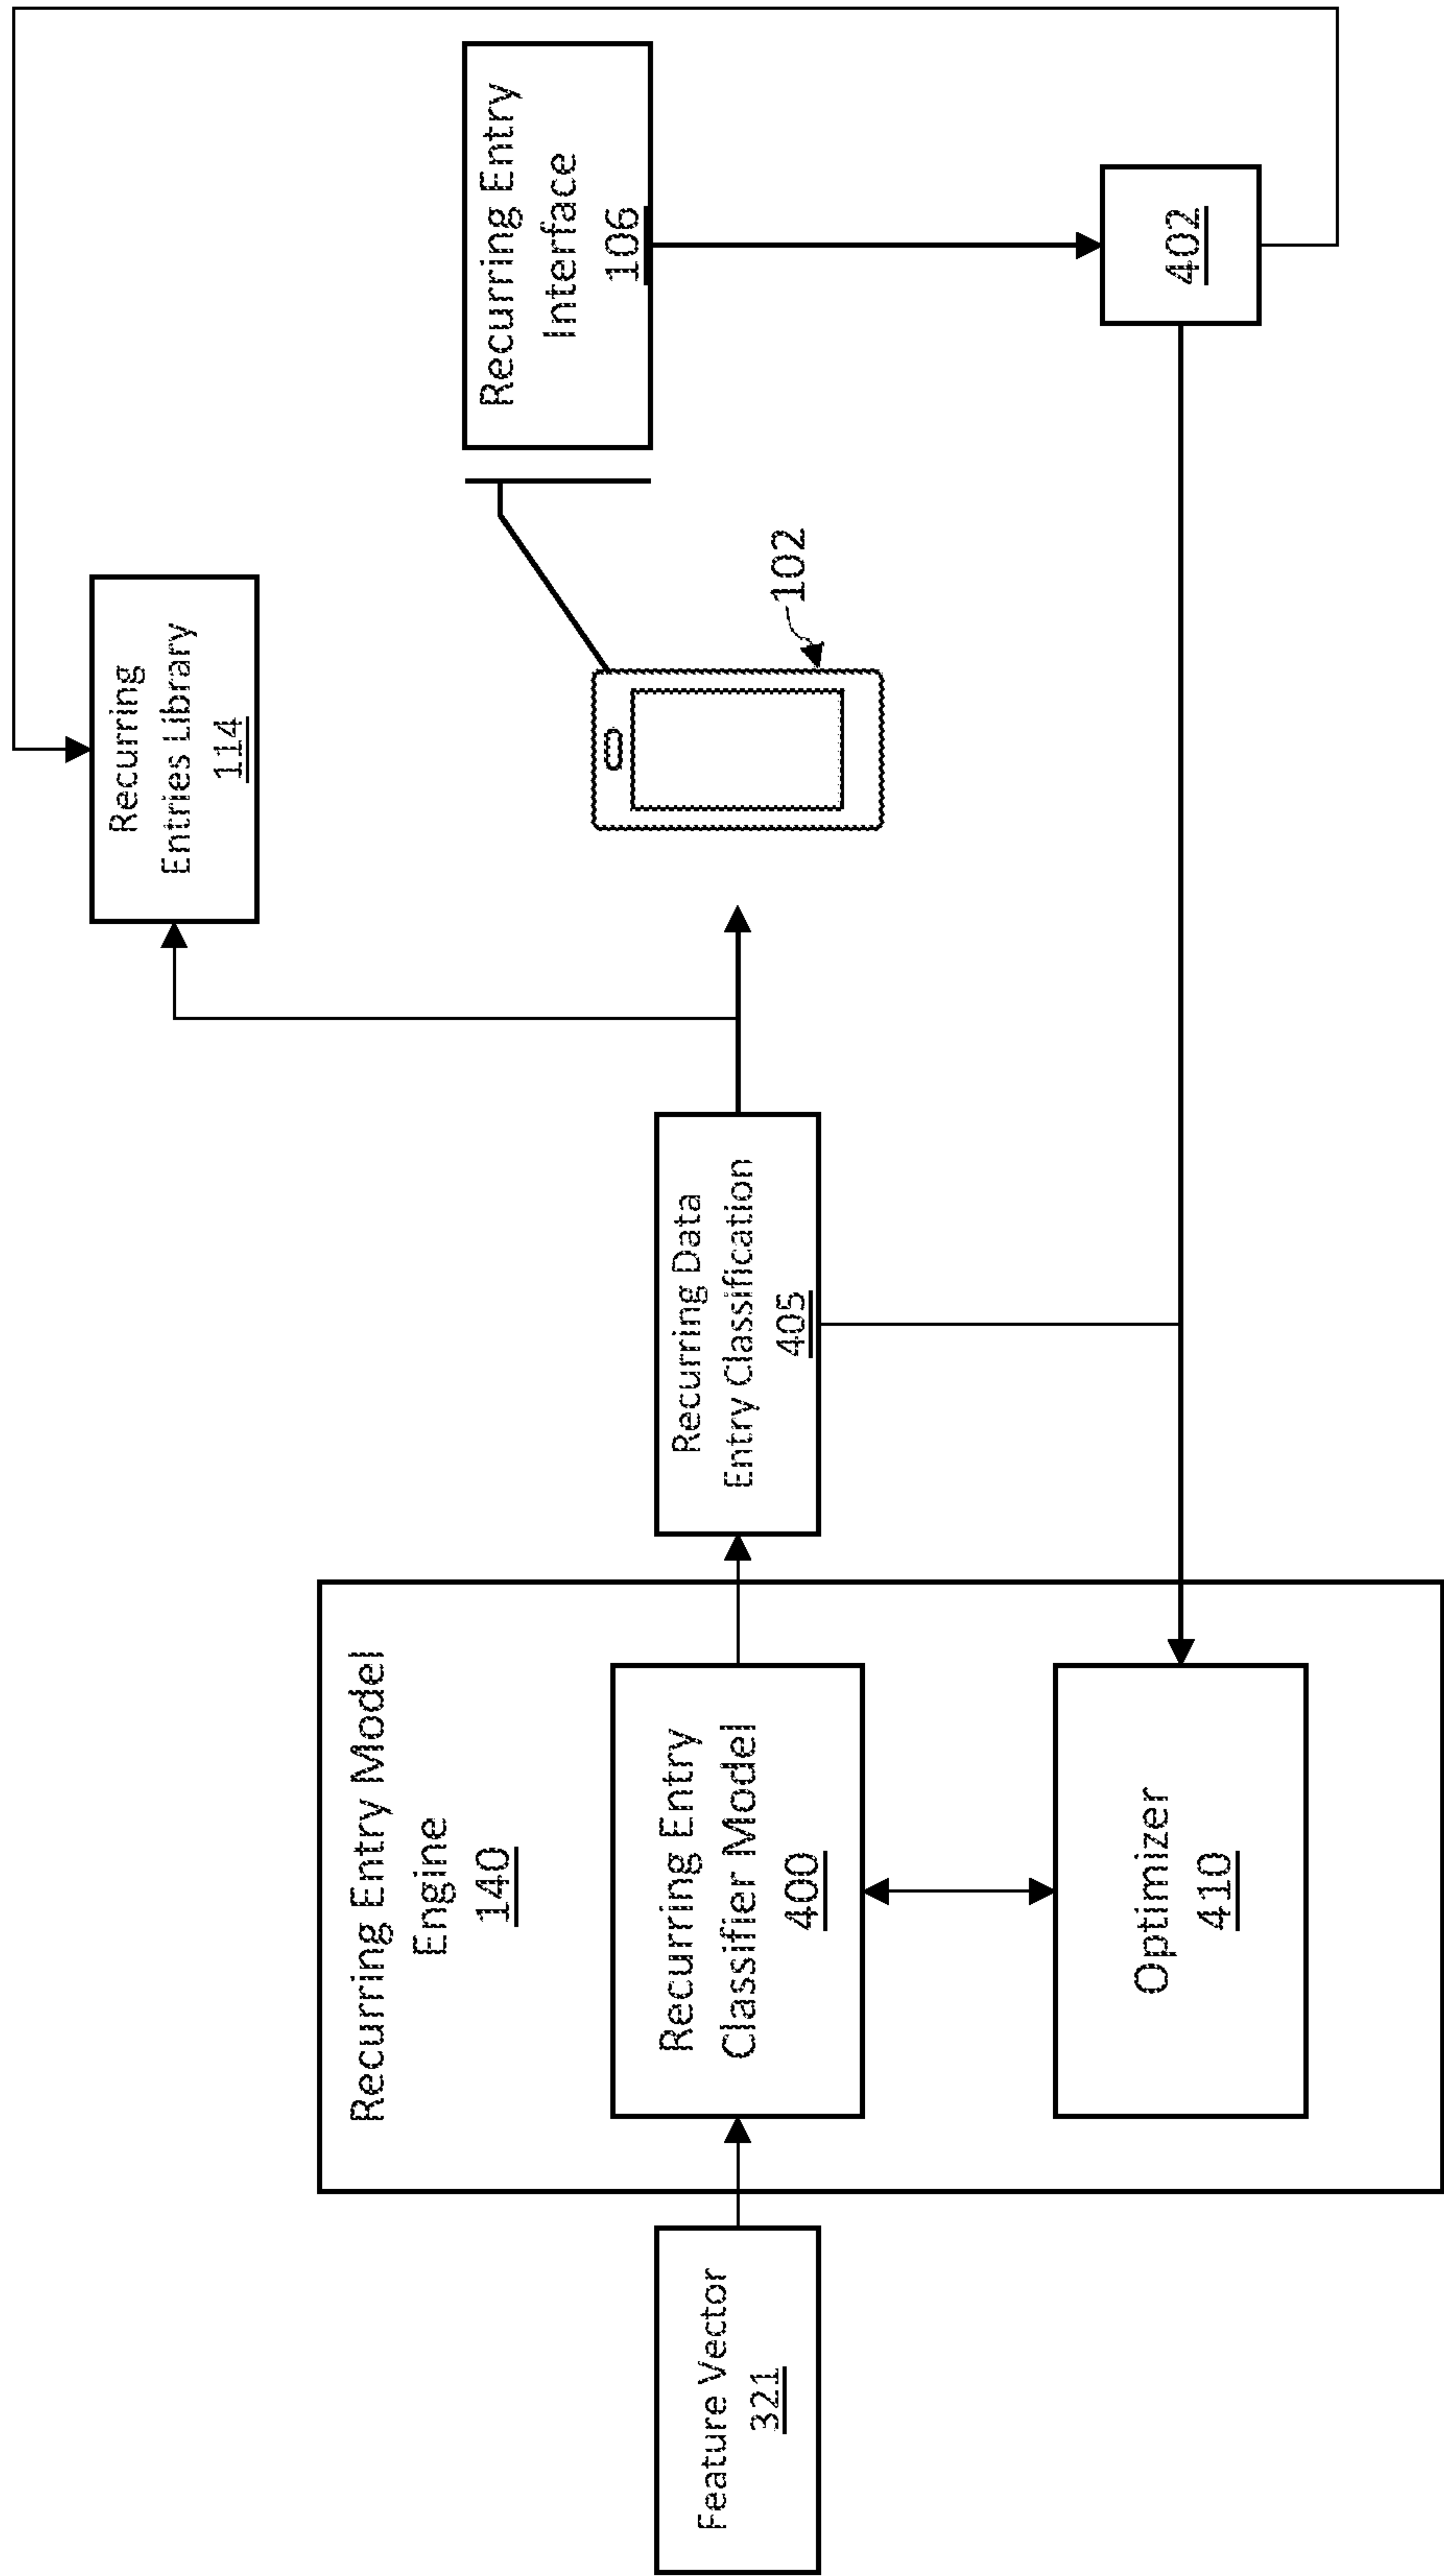 Feature Vector
321
Recurring Entry Model
Engine
140
Recurring Entry
Classifier Model
400
Optimizer
410
Recurring Data
Entry Classification
405
Recurring
Entries Library
114
102
Recurring Entry
Interface
106
402